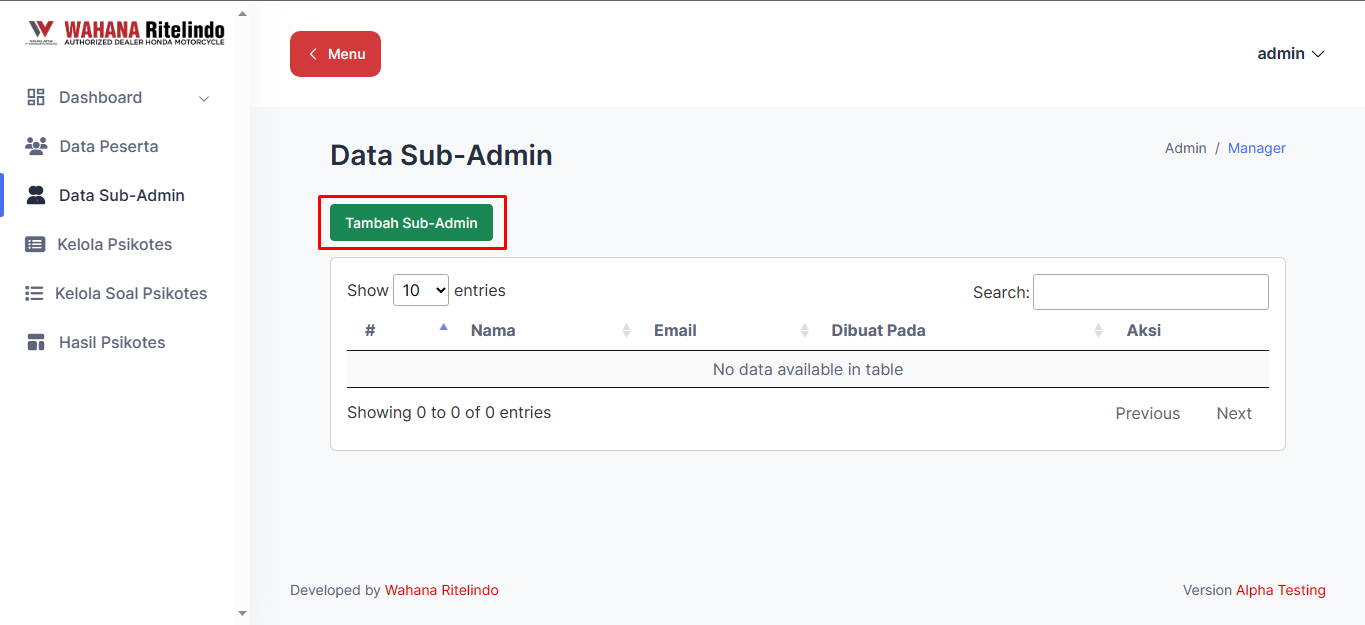 WAHANA Ritelindo
AUTHORIZED DEALER HONDA MOTORCYCLE
Menu
admin
Dashboard
Data Peserta
Data Sub-Admin
Kelola Psikotes
Kelola Soal Psikotes
Hasil Psikotes
Data Sub-Admin
Admin / Manager
Tambah Sub-Admin
Show 10 entries
Search:
# Nama Email Dibuat Pada Aksi
No data available in table
Showing 0 to 0 of 0 entries
Previous Next
Developed by Wahana Ritelindo
Version Alpha Testing